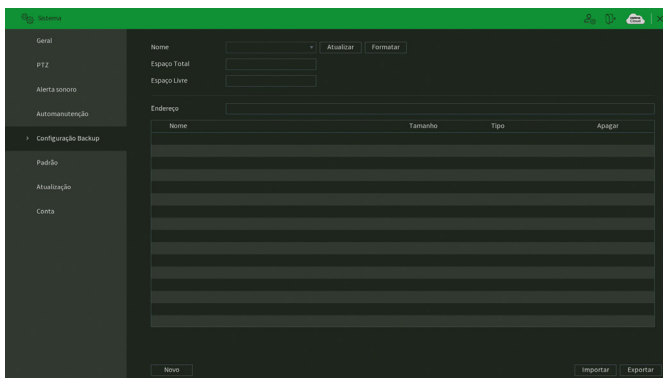 Sistema
Geral
PTZ
Alerta sonoro
Automanutenção
Configuração Backup
Padrão
Atualização
Conta
Nome Atualizar Formatar
Espaço Total
Espaço Livre
Endereço
Nome Tamanho Tipo Apagar
Novo Importar Exportar